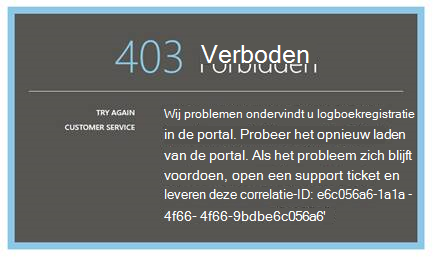 403 Verboden
Forbidden
TRY AGAIN
CUSTOMER SERVICE
Wij problemen ondervindt u logboekregistratie
in de portal. Probeer het opnieuw laden
van de portal. Als het probleem zich blijft
voordoen, open een support ticket en
leveren deze correlatie-ID: e6c056a6-1a1a -
4f66- 4f66-9bdbe6c056a6'